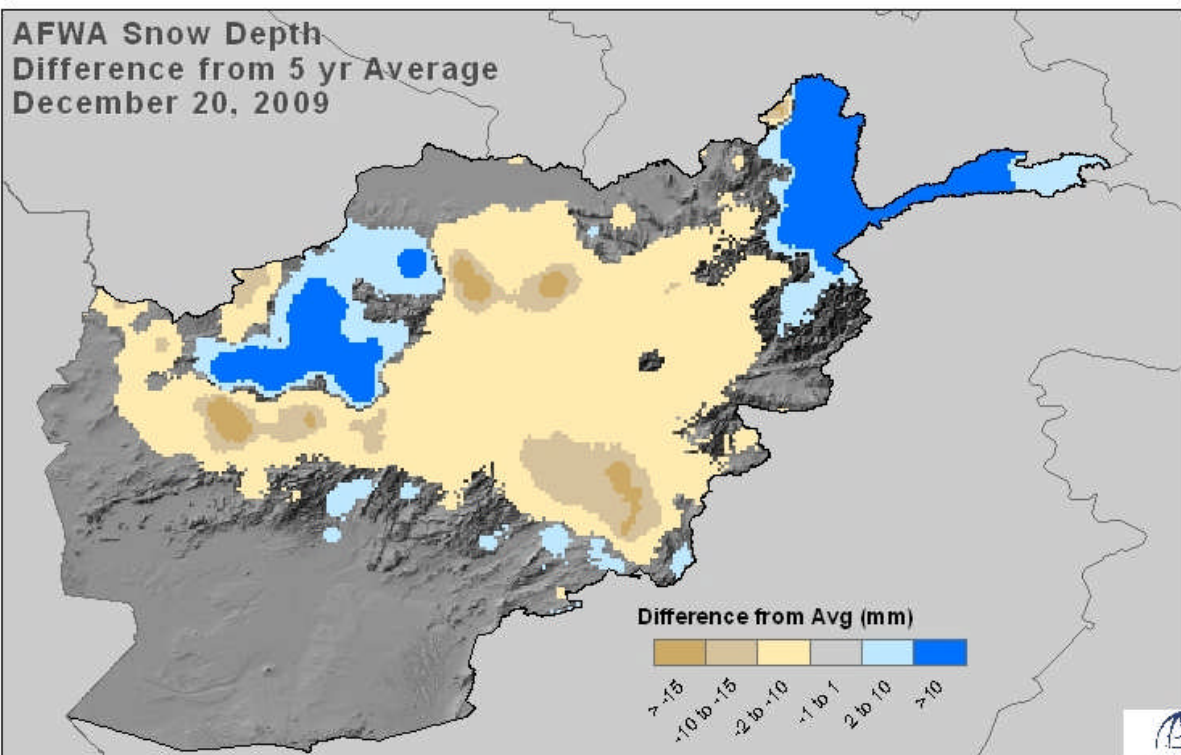 AFWA Snow Depth
Difference from 5 yr Average
December 20, 2009
Difference from Avg (mm)
> -15
-10 to -15
-2 to -10
-1 to 1
2 to 10
>10